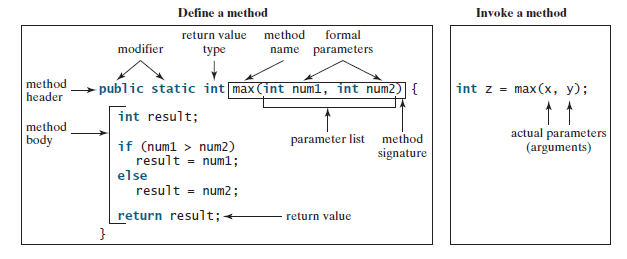 Define a method
Invoke a method
return value method formal
modifier type name parameters
method header
public static int max(int num1, int num2) {
int z = max(x, y);
method body
int result;
parameter list
method signature
actual parameters
(arguments)
if (num1 > num2)
result = num1;
else
result = num2;
return result;
return value
}